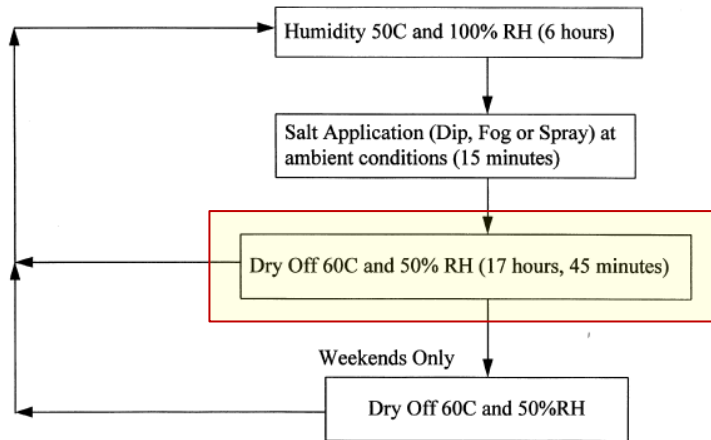 Humidity 50C and 100% RH (6 hours)
Salt Application (Dip, Fog or Spray) at
ambient conditions (15 minutes)
Dry Off 60C and 50% RH (17 hours, 45 minutes)
Weekends Only
Dry Off 60C and 50%RH